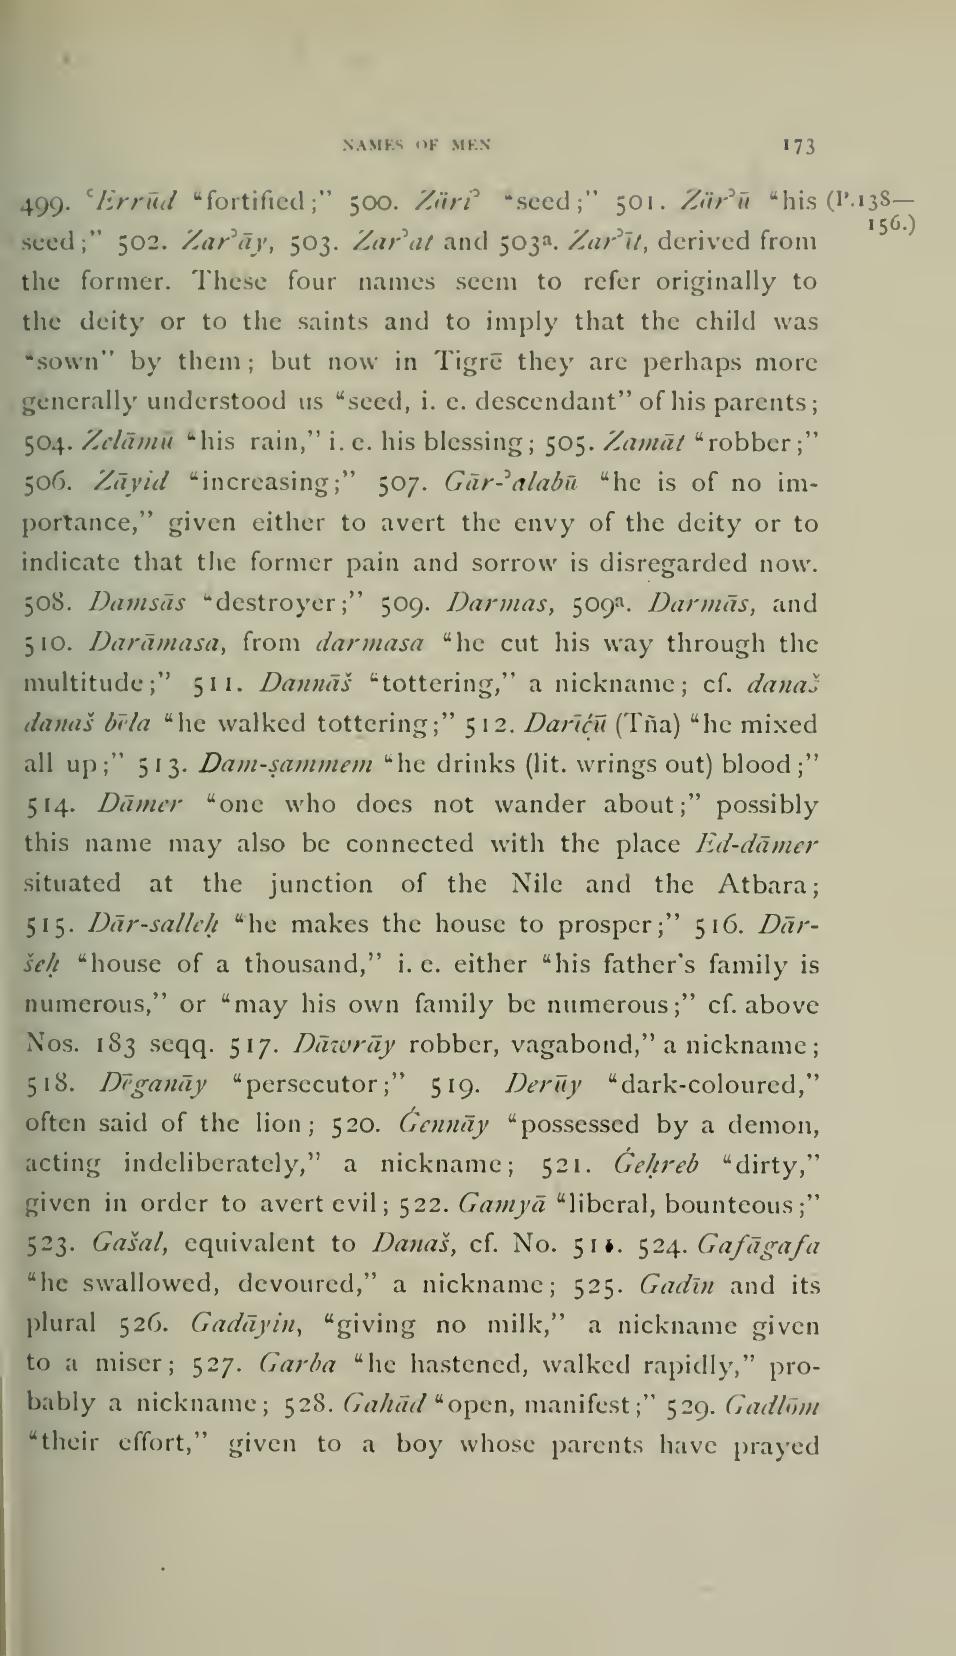 NAMES OF MEN 173
499. ʿErrūd “fortified;” 500. Zārīʾ “seed;” 501. Zārʾū “his (P. 138—
seed;” 502. Zarʾāy, 503. Zarʾat and 503ª. Zarʾīt, derived from 156.)
the former. These four names seem to refer originally to
the deity or to the saints and to imply that the child was
“sown” by them; but now in Tigrē they are perhaps more
generally understood us “seed, i. e. descendant” of his parents;
504. Zelāmū “his rain,” i. e. his blessing; 505. Zamāt “robber;”
506. Zāyid “increasing;” 507. Gār-ʾalabū “he is of no im-
portance,” given either to avert the envy of the deity or to
indicate that the former pain and sorrow is disregarded now.
508. Damsās “destroyer;” 509. Darmas, 509ª. Darmās, and
510. Darāmasa, from darmasa “he cut his way through the
multitude;” 511. Dannāš “tottering,” a nickname; cf. današ
današ bēla “he walked tottering;” 512. Darīć̣ū (Tña) “he mixed
all up;” 513. Dam-ṣammem “he drinks (lit. wrings out) blood;”
514. Dāmer “one who does not wander about;” possibly
this name may also be connected with the place Ed-dāmer
situated at the junction of the Nile and the Atbara;
515. Dār-salleḥ “he makes the house to prosper;” 516. Dār-
šeḥ “house of a thousand,” i. e. either “his father's family is
numerous,” or “may his own family be numerous;” cf. above
Nos. 183 seqq. 517. Dāwrāy robber, vagabond,” a nickname;
518. Dēganāy “persecutor;” 519. Derūy “dark-coloured,”
often said of the lion; 520. Ǵennāy “possessed by a demon,
acting indeliberately,” a nickname; 521. Ǵeḥreb “dirty,”
given in order to avert evil; 522. Gamyā “liberal, bounteous;”
523. Gašal, equivalent to Današ, cf. No. 511. 524. Gafāgafa
“he swallowed, devoured,” a nickname; 525. Gadīn and its
plural 526. Gadāyin, “giving no milk,” a nickname given
to a miser; 527. Garba “he hastened, walked rapidly,” pro-
bably a nickname; 528. Gahād “open, manifest;” 529. Gadlōm
“their effort,” given to a boy whose parents have prayed